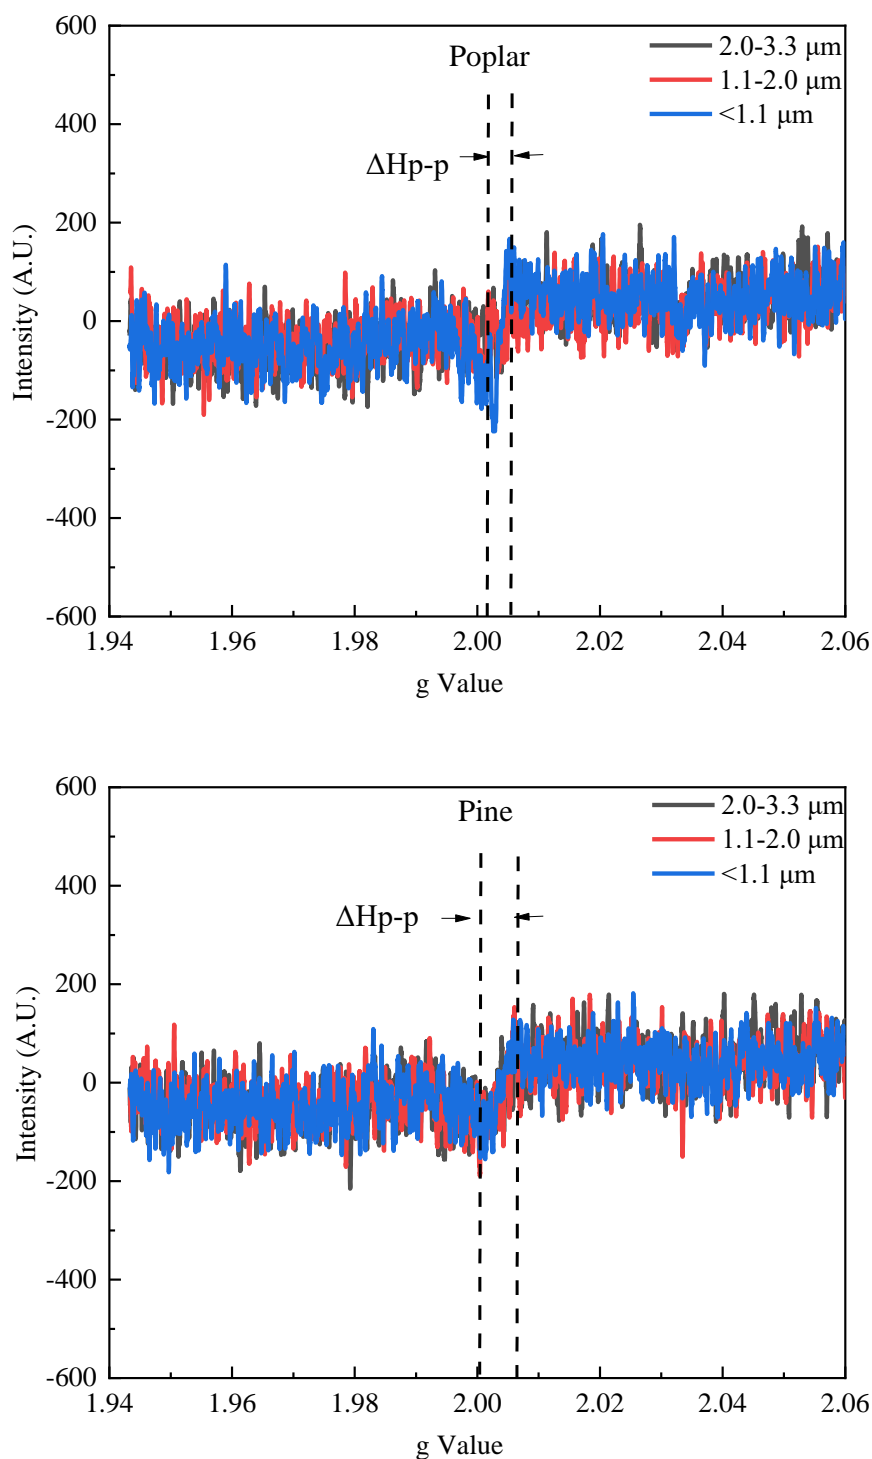 Poplar
2.0-3.3 μm
1.1-2.0 μm
<1.1 μm
ΔHp-p
Intensity (A.U.)
600
400
200
0
-200
-400
-600
1.94 1.96 1.98 2.00 2.02 2.04 2.06
g Value
Pine
2.0-3.3 μm
1.1-2.0 μm
<1.1 μm
ΔHp-p
Intensity (A.U.)
600
400
200
0
-200
-400
-600
1.94 1.96 1.98 2.00 2.02 2.04 2.06
g Value